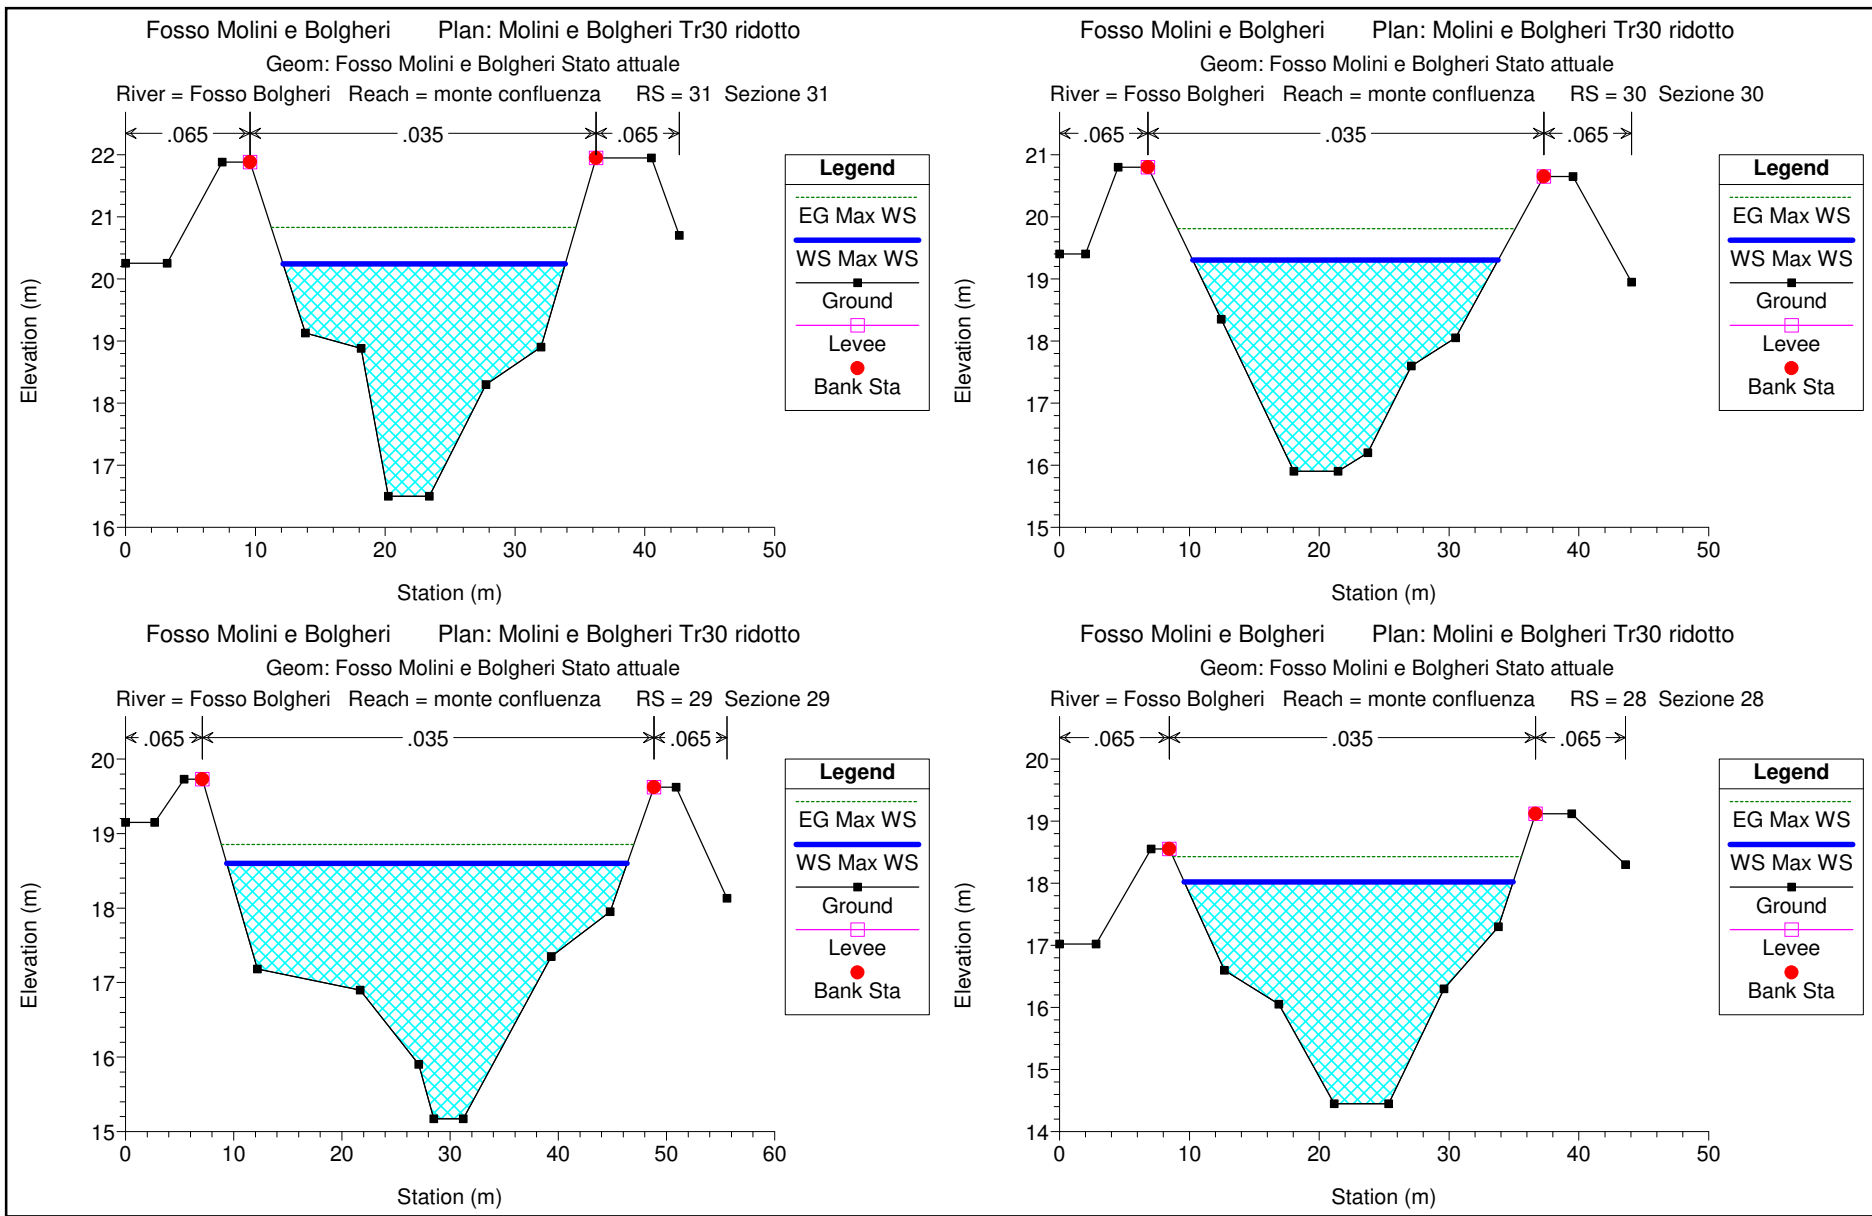 Fosso Molini e Bolgheri Plan: Molini e Bolgheri Tr30 ridotto
Geom: Fosso Molini e Bolgheri Stato attuale
River = Fosso Bolgheri Reach = monte confluenza RS = 31 Sezione 31
.065 .035 .065
22
21
20
19
18
17
16
0 10 20 30 40 50
Elevation (m)
Station (m)
Legend
EG Max WS
WS Max WS
Ground
Levee
Bank Sta
Fosso Molini e Bolgheri Plan: Molini e Bolgheri Tr30 ridotto
Geom: Fosso Molini e Bolgheri Stato attuale
River = Fosso Bolgheri Reach = monte confluenza RS = 30 Sezione 30
.065 .035 .065
21
20
19
18
17
16
15
0 10 20 30 40 50
Elevation (m)
Station (m)
Legend
EG Max WS
WS Max WS
Ground
Levee
Bank Sta
Fosso Molini e Bolgheri Plan: Molini e Bolgheri Tr30 ridotto
Geom: Fosso Molini e Bolgheri Stato attuale
River = Fosso Bolgheri Reach = monte confluenza RS = 29 Sezione 29
.065 .035 .065
20
19
18
17
16
15
0 10 20 30 40 50 60
Elevation (m)
Station (m)
Legend
EG Max WS
WS Max WS
Ground
Levee
Bank Sta
Fosso Molini e Bolgheri Plan: Molini e Bolgheri Tr30 ridotto
Geom: Fosso Molini e Bolgheri Stato attuale
River = Fosso Bolgheri Reach = monte confluenza RS = 28 Sezione 28
.065 .035 .065
20
19
18
17
16
15
14
0 10 20 30 40 50
Elevation (m)
Station (m)
Legend
EG Max WS
WS Max WS
Ground
Levee
Bank Sta